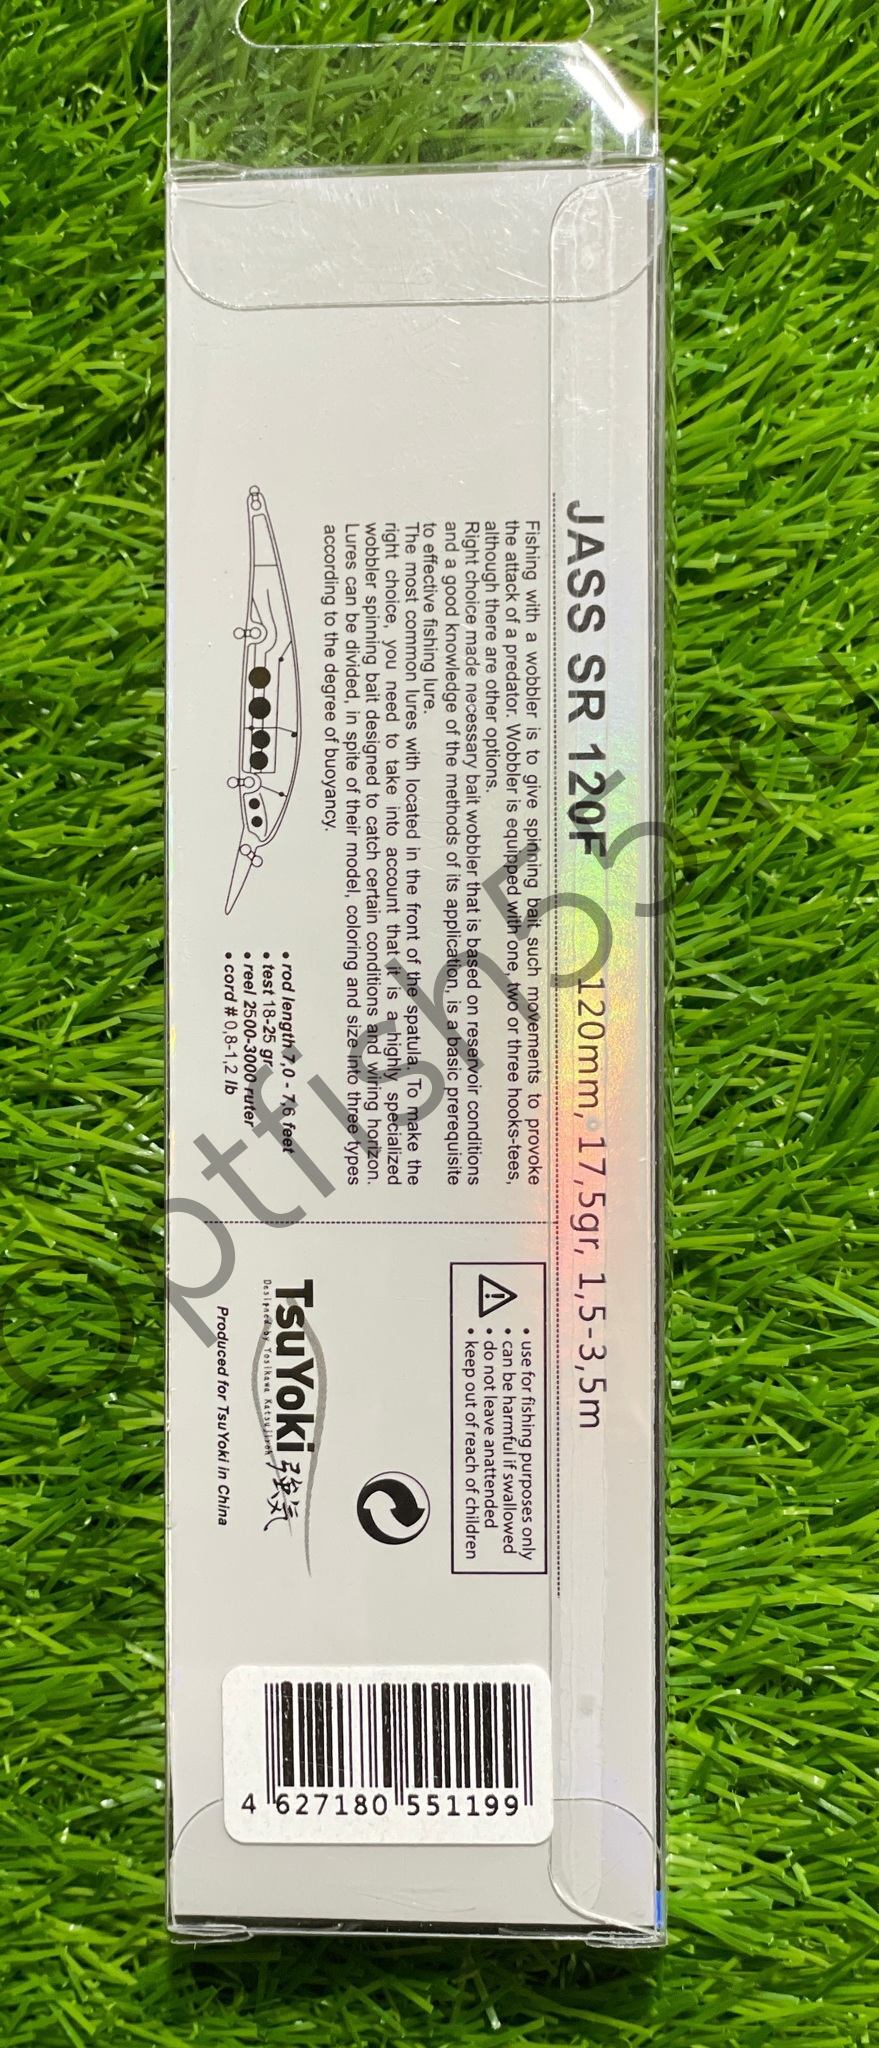 JASS SR 120F 120mm, 17,5gr, 1,5-3,5m
Fishing with a wobbler is to give spinning bait such movements to provoke
the attack of a predator. Wobbler is equipped with one, two or three hooks-tees,
although there are other options.
Right choice made necessary bait wobbler that is based on reservoir conditions
and a good knowledge of the methods of its application, is a basic prerequisite
to effective fishing lure.
The most common lures with located in the front of the spatula. To make the
right choice, you need to take into account that it is a highly specialized
wobbler spinning bait designed to catch certain conditions and wiring horizon.
Lures can be divided, in spite of their model, coloring and size into three types
according to the degree of buoyancy.
• rod length 7,0 - 7,6 feet
• test 18-25 gr
• reel 2500-3000 ruter
• cord # 0,8-1,2 lb
• use for fishing purposes only
• can be harmful if swallowed
• do not leave anattended
• keep out of reach of children
TsuYoki 強気
Designed by Yosikawa Katsujiroh
Produced for TsuYoki in China
4 627180 551199
optfish55.ru